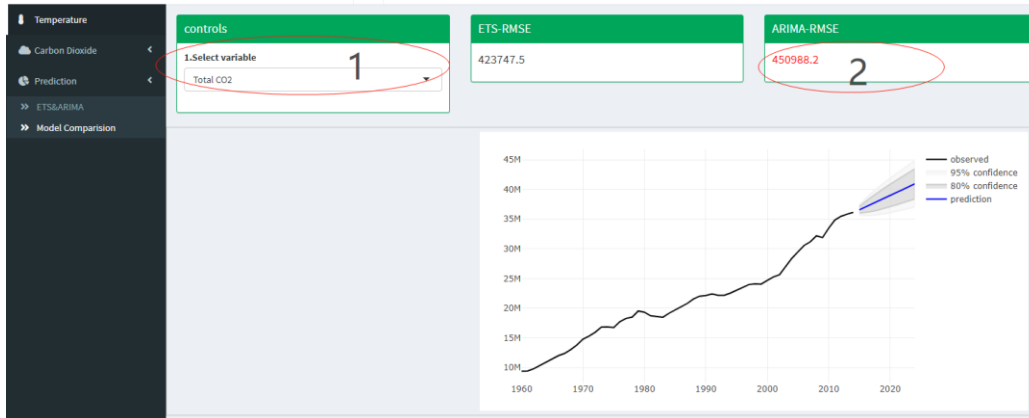 Temperature
Carbon Dioxide
Prediction
ETS&ARIMA
Model Comparision
controls
1.Select variable
Total CO2
1
ETS-RMSE
423747.5
ARIMA-RMSE
450988.2
2
45M
40M
35M
30M
25M
20M
15M
10M
1960
1970
1980
1990
2000
2010
2020
observed
95% confidence
80% confidence
prediction